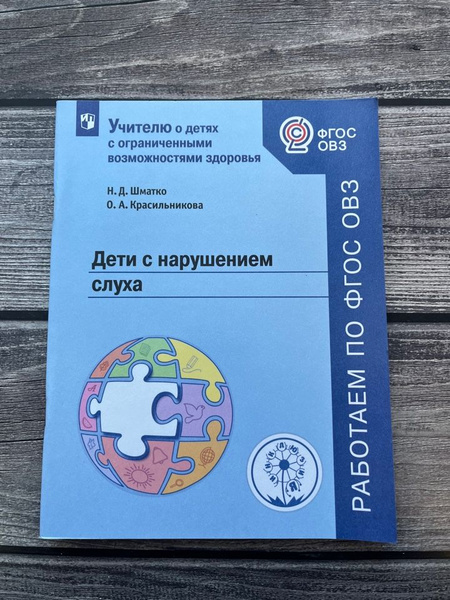 Учителю о детях
с ограниченными
возможностями здоровья
ФГОС
ОВЗ
Н. Д. Шматко
О. А. Красильникова
Дети с нарушением
слуха
РАБОТАЕМ ПО ФГОС ОВЗ